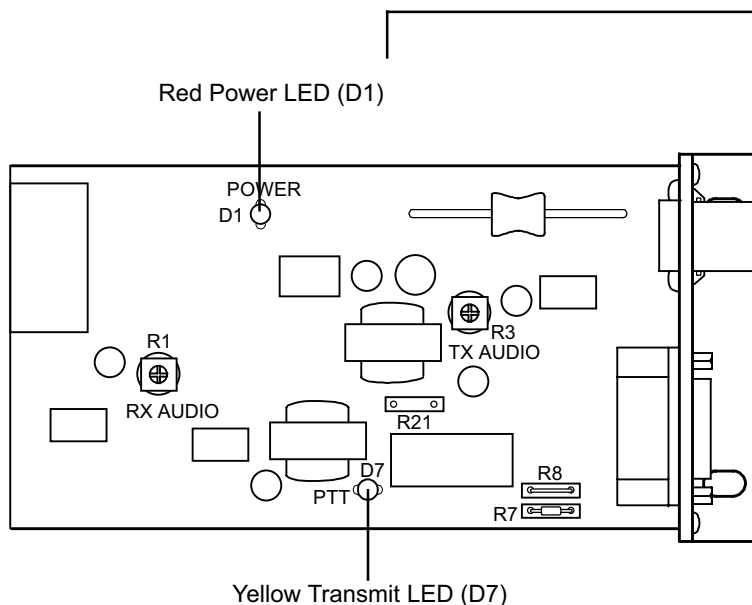 Red Power LED (D1)
POWER
D1
R1
RX AUDIO
R3
TX AUDIO
R21
D7
PTT
R8
R7
Yellow Transmit LED (D7)